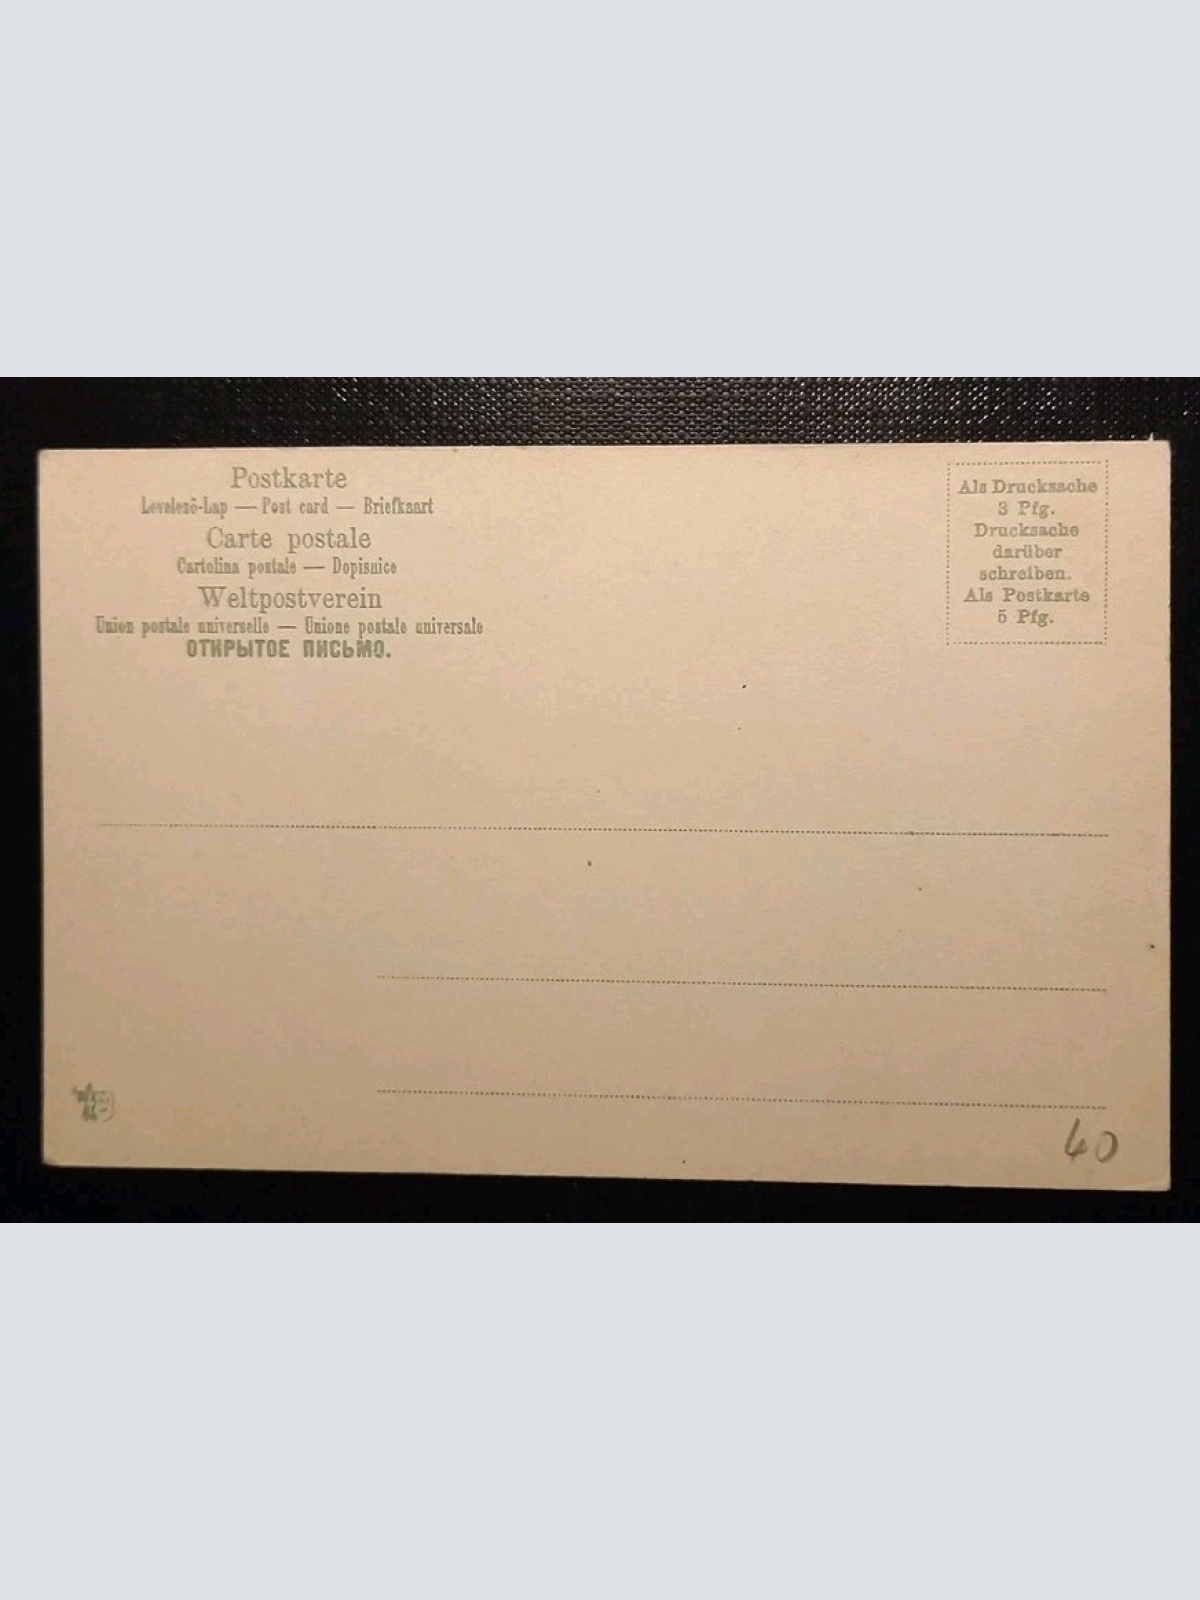 Postkarte
Levelező-Lap — Post card — Briefkaart
Carte postale
Cartolina postale — Dopisnice
Weltpostverein
Union postale universelle — Unione postale universale
ОТКРЫТОЕ ПИСЬМО.
Als Drucksache
3 Pfg.
Drucksache
darüber
schreiben.
Als Postkarte
5 Pfg.
40